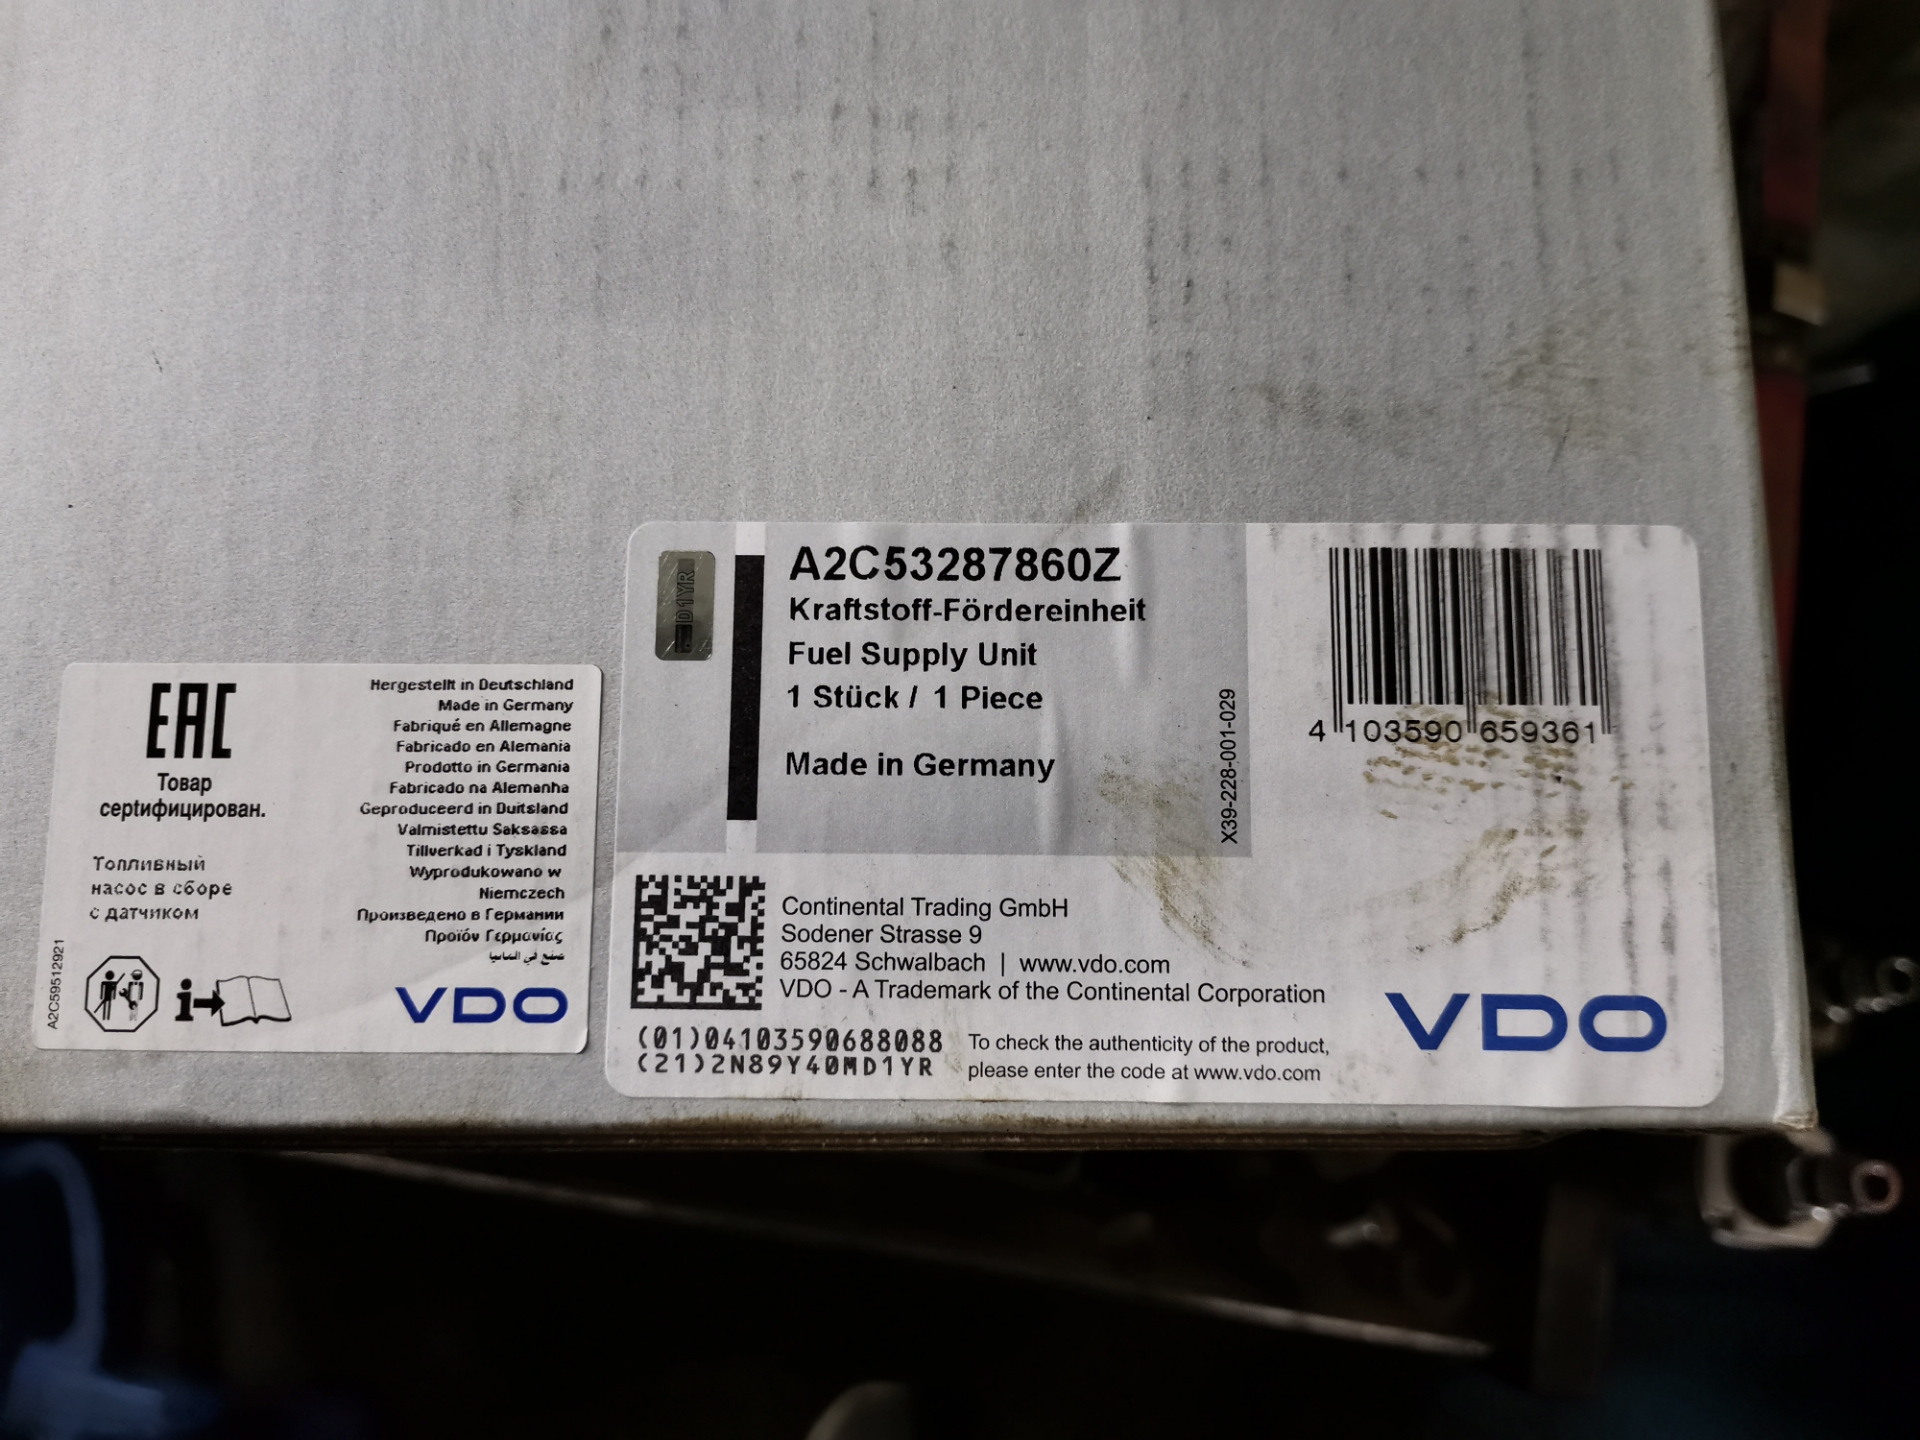 EAC
Товар
серtифицирован.
Топливный
насос в сборе
с датчиком
A2C59512921
Hergestellt in Deutschland
Made in Germany
Fabriqué en Allemagne
Fabricado en Alemania
Prodotto in Germania
Fabricado na Alemanha
Geproduceerd in Duitsland
Valmistettu Saksassa
Tillverkad i Tyskland
Wyprodukowano w
Niemczech
Произведено в Германии
Προϊόν Γερμανίας
صنع في المانيا
VDO
D1YR
A2C53287860Z
Kraftstoff-Fördereinheit
Fuel Supply Unit
1 Stück / 1 Piece
Made in Germany
X39-228-001-029
4 103590 659361
Continental Trading GmbH
Sodener Strasse 9
65824 Schwalbach | www.vdo.com
VDO - A Trademark of the Continental Corporation
(01)04103590688088
(21)2N89Y40MD1YR
To check the authenticity of the product,
please enter the code at www.vdo.com
VDO